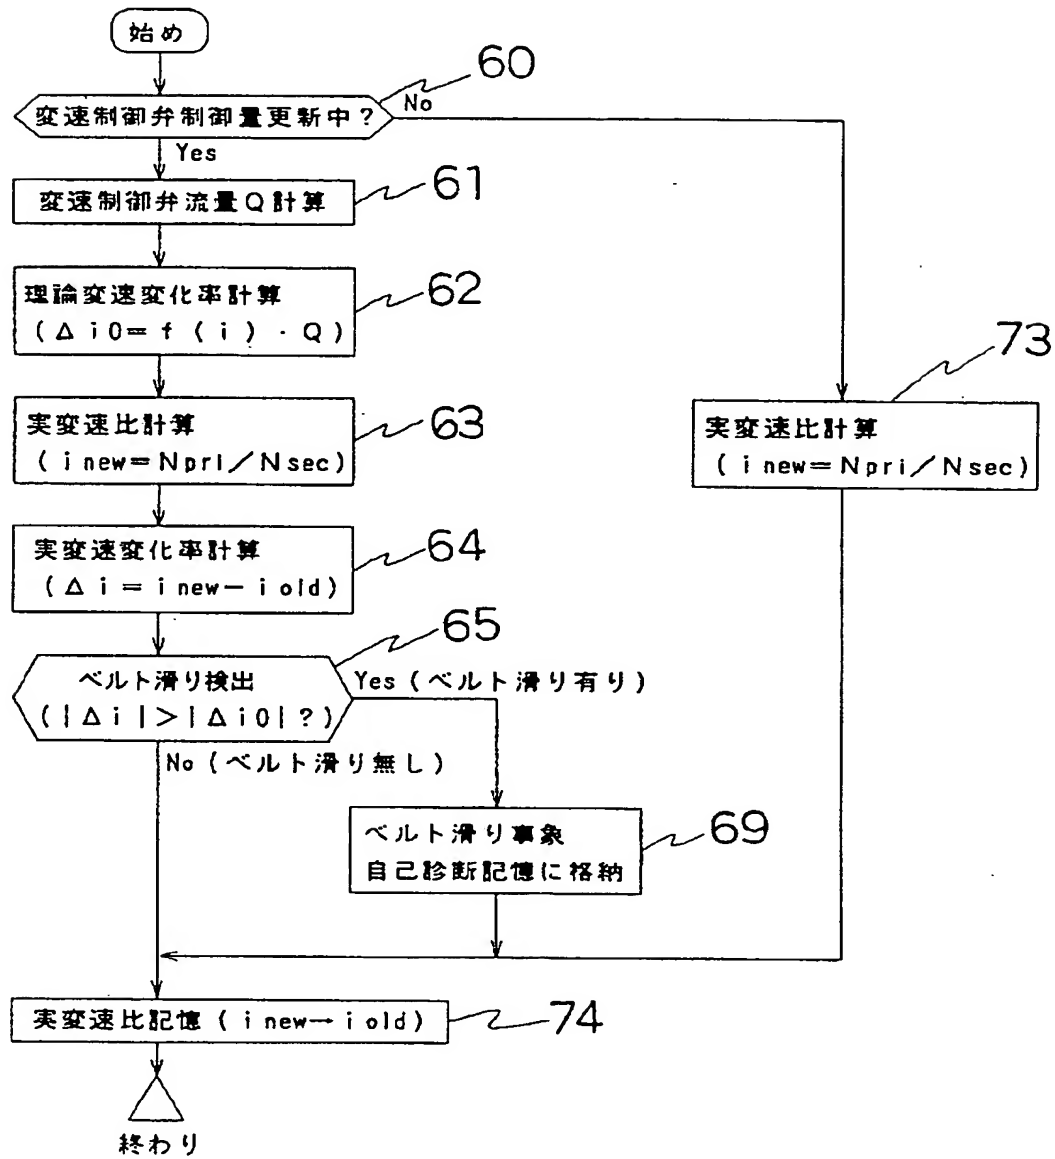 始め
60
変速制御弁制御量更新中？
No
Yes
61
変速制御弁流量Q計算
62
理論変速変化率計算
(Δi0=f(i)·Q)
73
63
実変速比計算
(inew=Npri/Nsec)
実変速比計算
(inew=Npri/Nsec)
64
実変速変化率計算
(Δi=inew-iold)
65
ベルト滑り検出
(|Δi|>|Δi0|?)
Yes(ベルト滑り有り)
No(ベルト滑り無し)
69
ベルト滑り事象
自己診断記憶に格納
実変速比記憶(inew→iold)
74
終わり